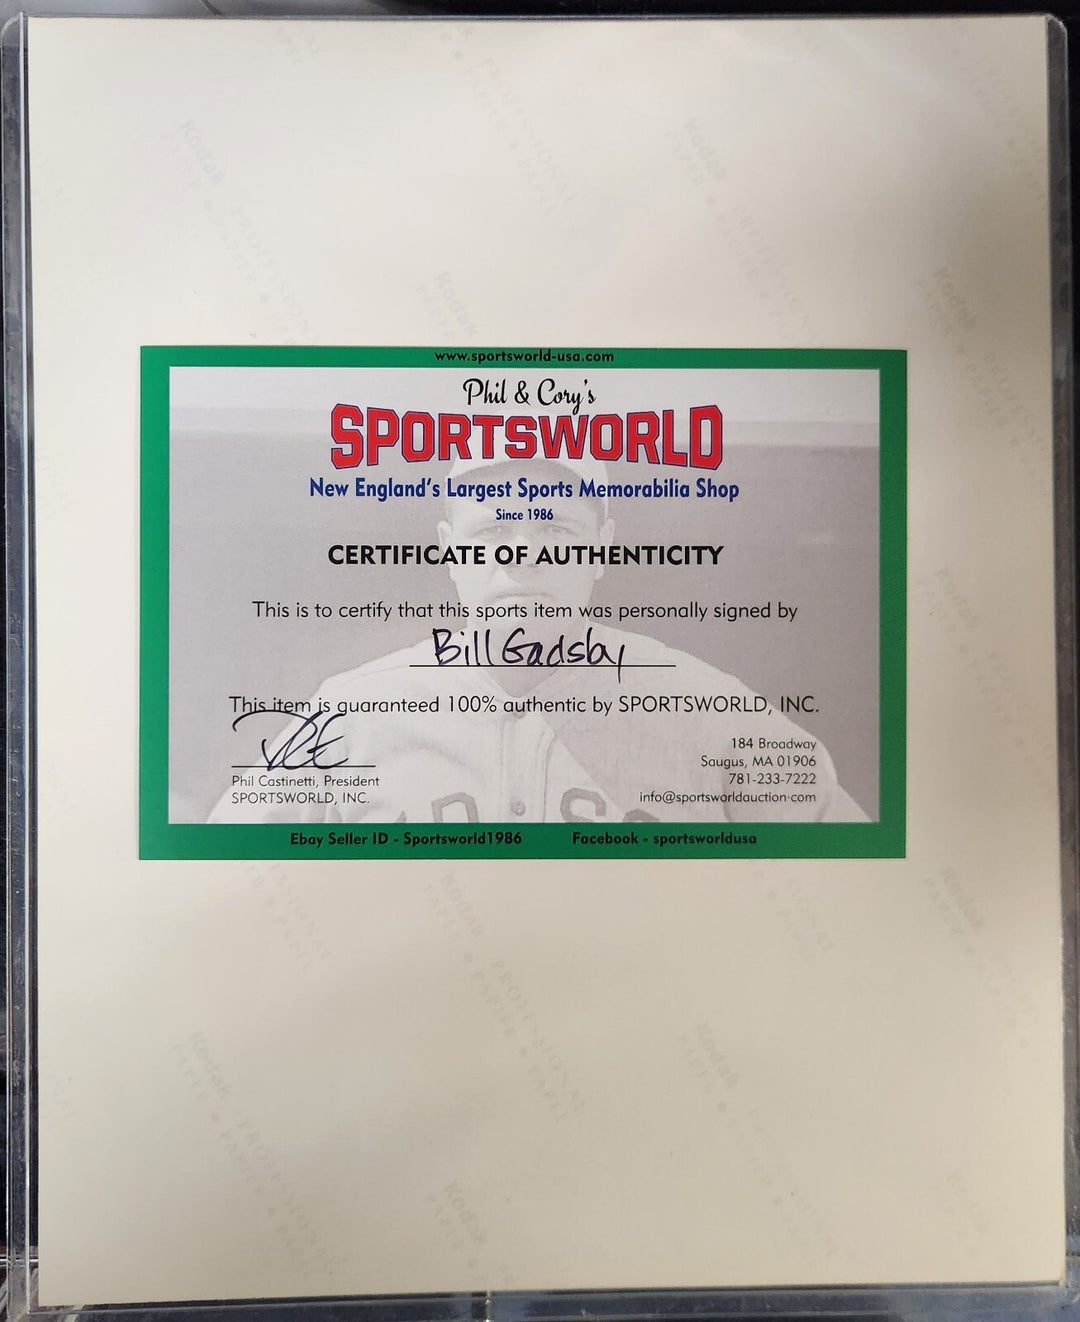 www.sportsworld-usa.com
Phil & Cory's
SPORTSWORLD
New England's Largest Sports Memorabilia Shop
Since 1986
CERTIFICATE OF AUTHENTICITY
This is to certify that this sports item was personally signed by
Bill Gadsby
This item is guaranteed 100% authentic by SPORTSWORLD, INC.
Phil Castinetti, President
SPORTSWORLD, INC.
184 Broadway
Saugus, MA 01906
781-233-7222
info@sportsworldauction.com
Ebay Seller ID - Sportsworld1986 Facebook - sportsworldusa